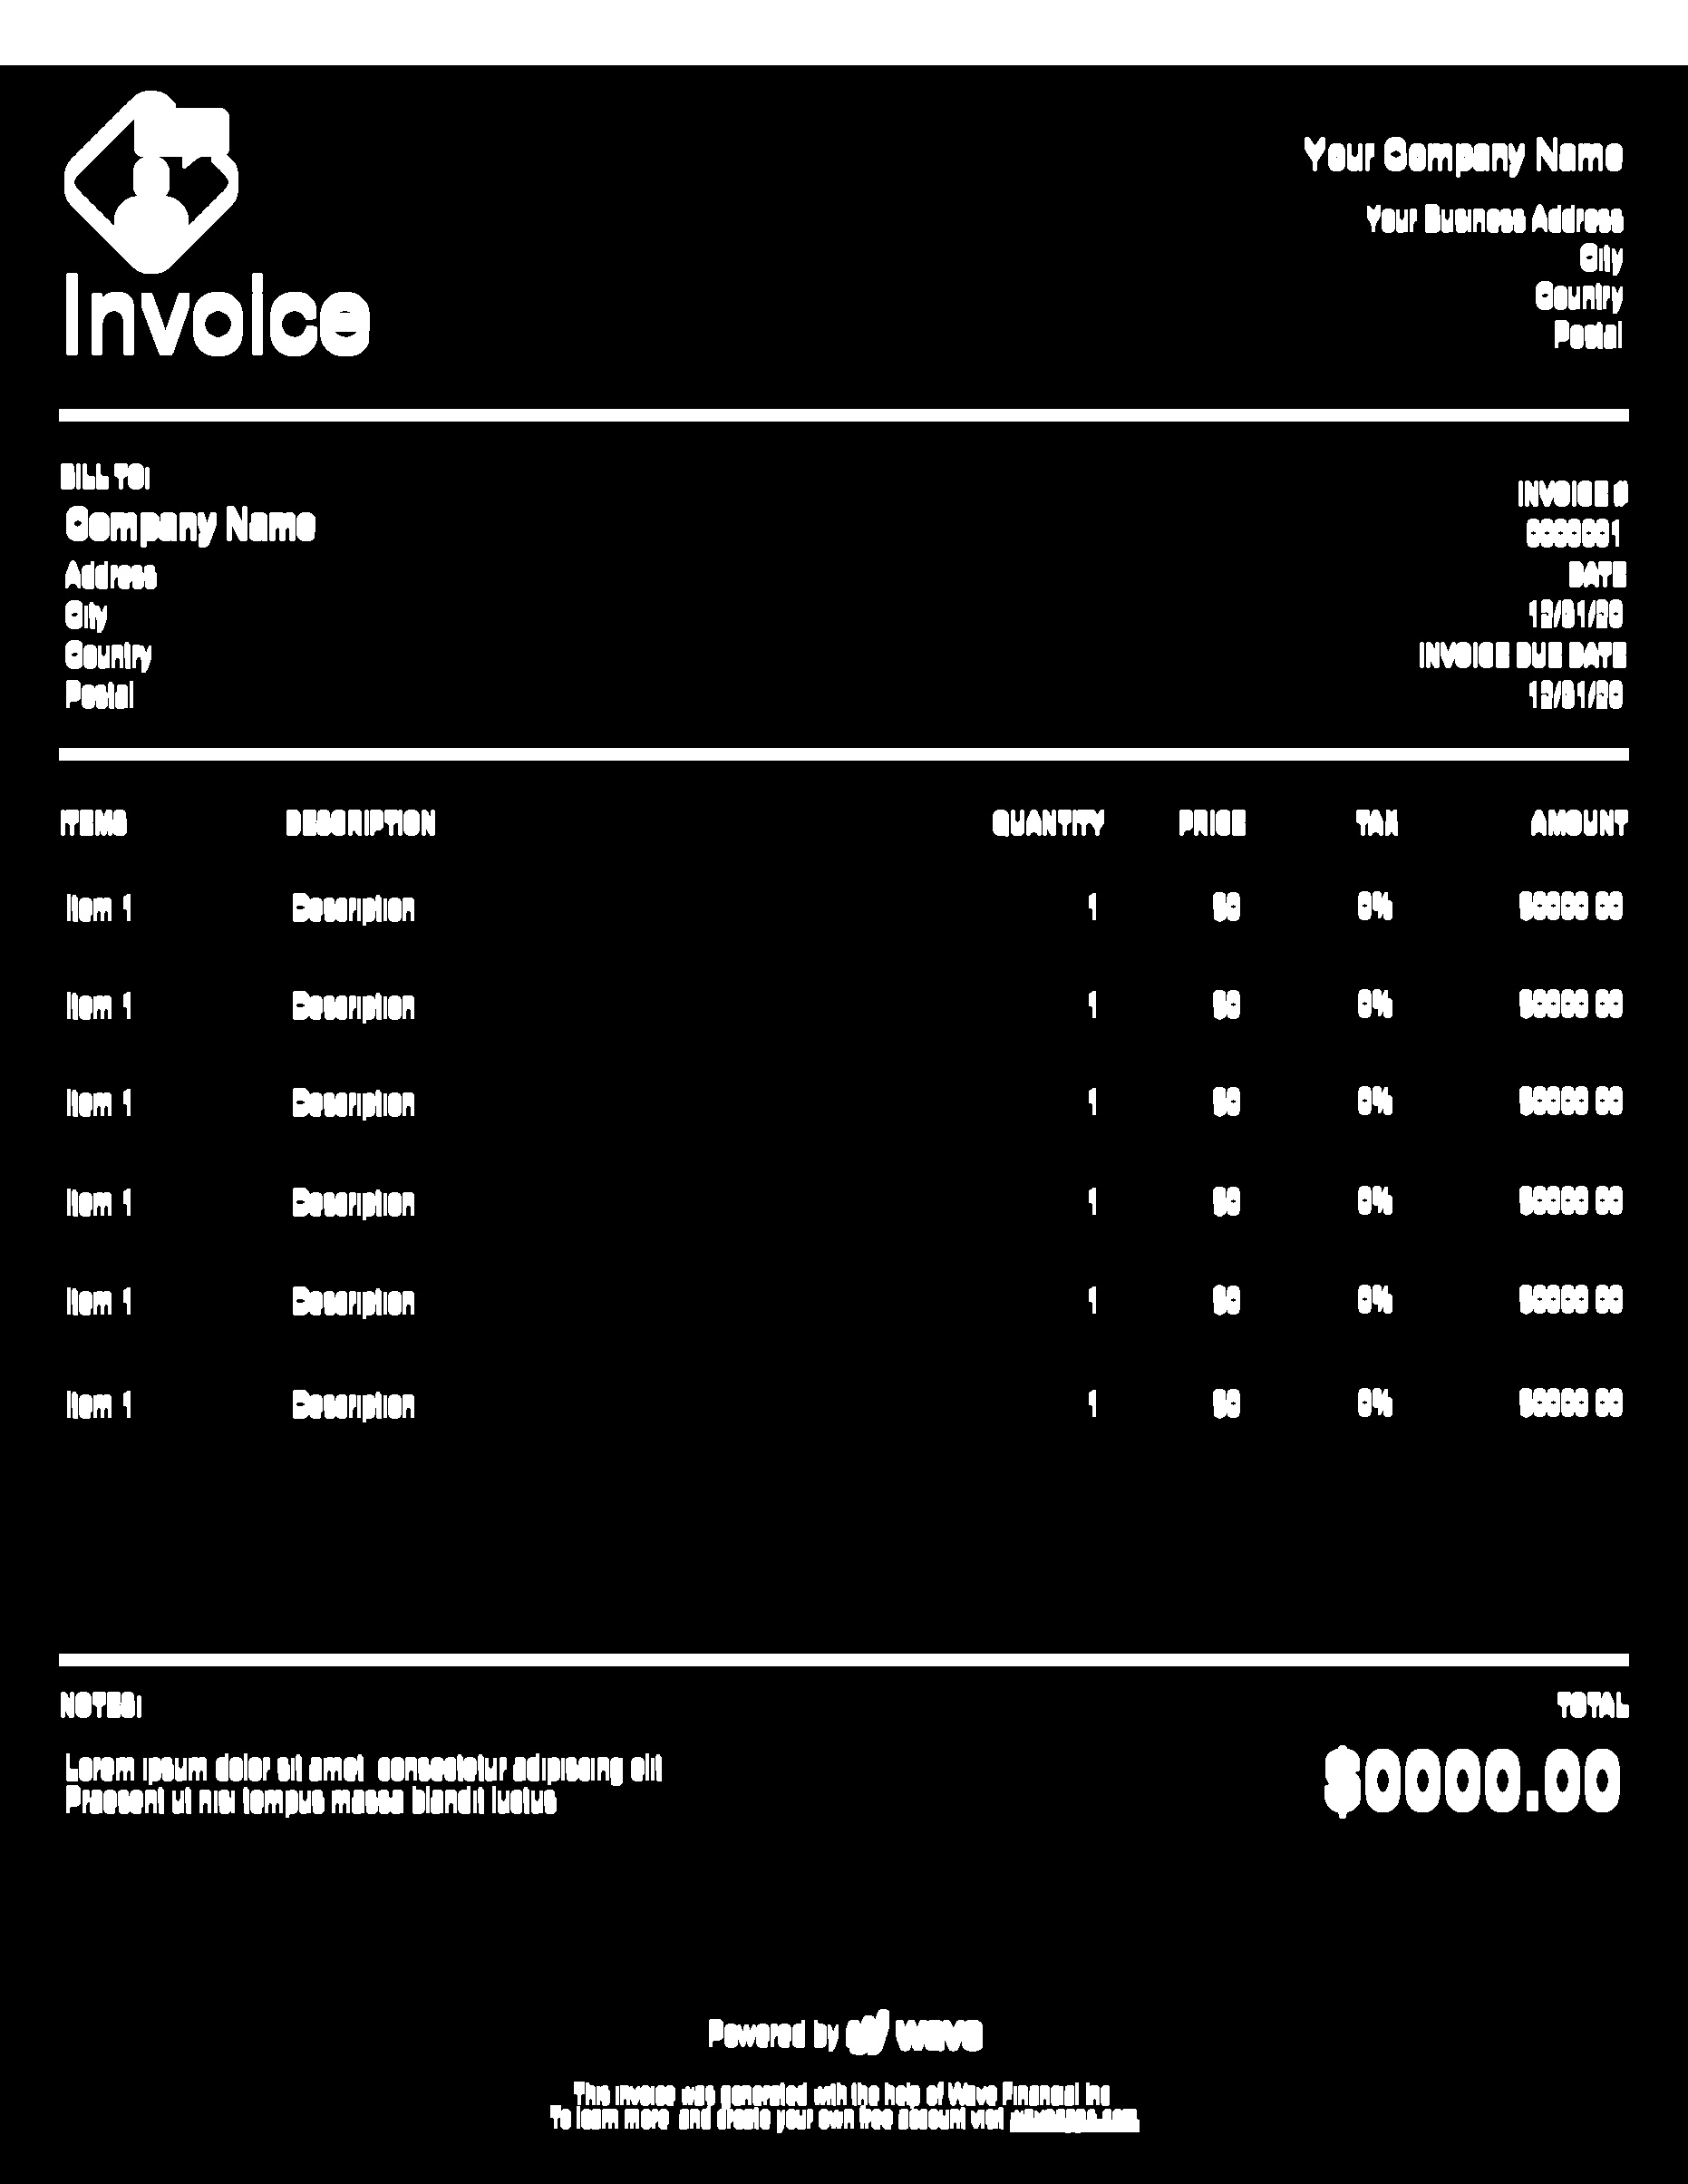 Your Company Name
Your Business Address
City
Country
Postal
Invoice
BILL TO:
Company Name
Address
City
Country
Postal
INVOICE #
0000001
DATE
12/31/20
INVOICE DUE DATE
12/31/20
ITEMS DESCRIPTION QUANTITY PRICE TAX AMOUNT
Item 1 Description 1 $0 0% $0000.00
Item 1 Description 1 $0 0% $0000.00
Item 1 Description 1 $0 0% $0000.00
Item 1 Description 1 $0 0% $0000.00
Item 1 Description 1 $0 0% $0000.00
Item 1 Description 1 $0 0% $0000.00
NOTES:
TOTAL
Lorem ipsum dolor sit amet consectetur adipiscing elit
Praesent ut nisi tempus massa blandit luctus
$0000.00
Powered by wave
This invoice was generated with the help of Wave Financial Inc
To learn more and create your own free account visit